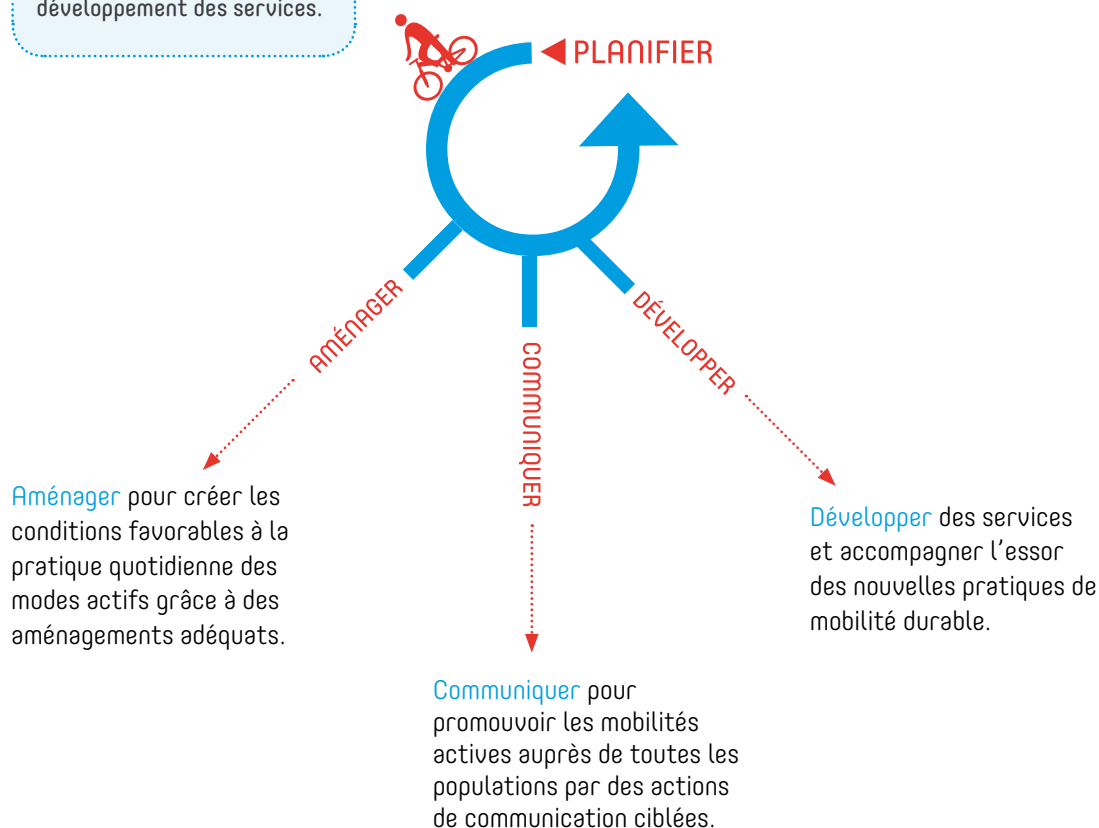 développement des services.
PLANIFIER
AMÉNAGER
COMMUNIQUER
DÉVELOPPER
Aménager pour créer les
conditions favorables à la
pratique quotidienne des
modes actifs grâce à des
aménagements adéquats.
Communiquer pour
promouvoir les mobilités
actives auprès de toutes les
populations par des actions
de communication ciblées.
Développer des services
et accompagner l'essor
des nouvelles pratiques de
mobilité durable.